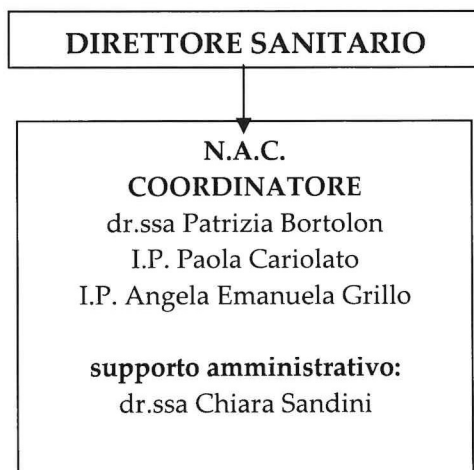 DIRETTORE SANITARIO
N.A.C.
COORDINATORE
dr.ssa Patrizia Bortolon
I.P. Paola Cariolato
I.P. Angela Emanuela Grillo
supporto amministrativo:
dr.ssa Chiara Sandini